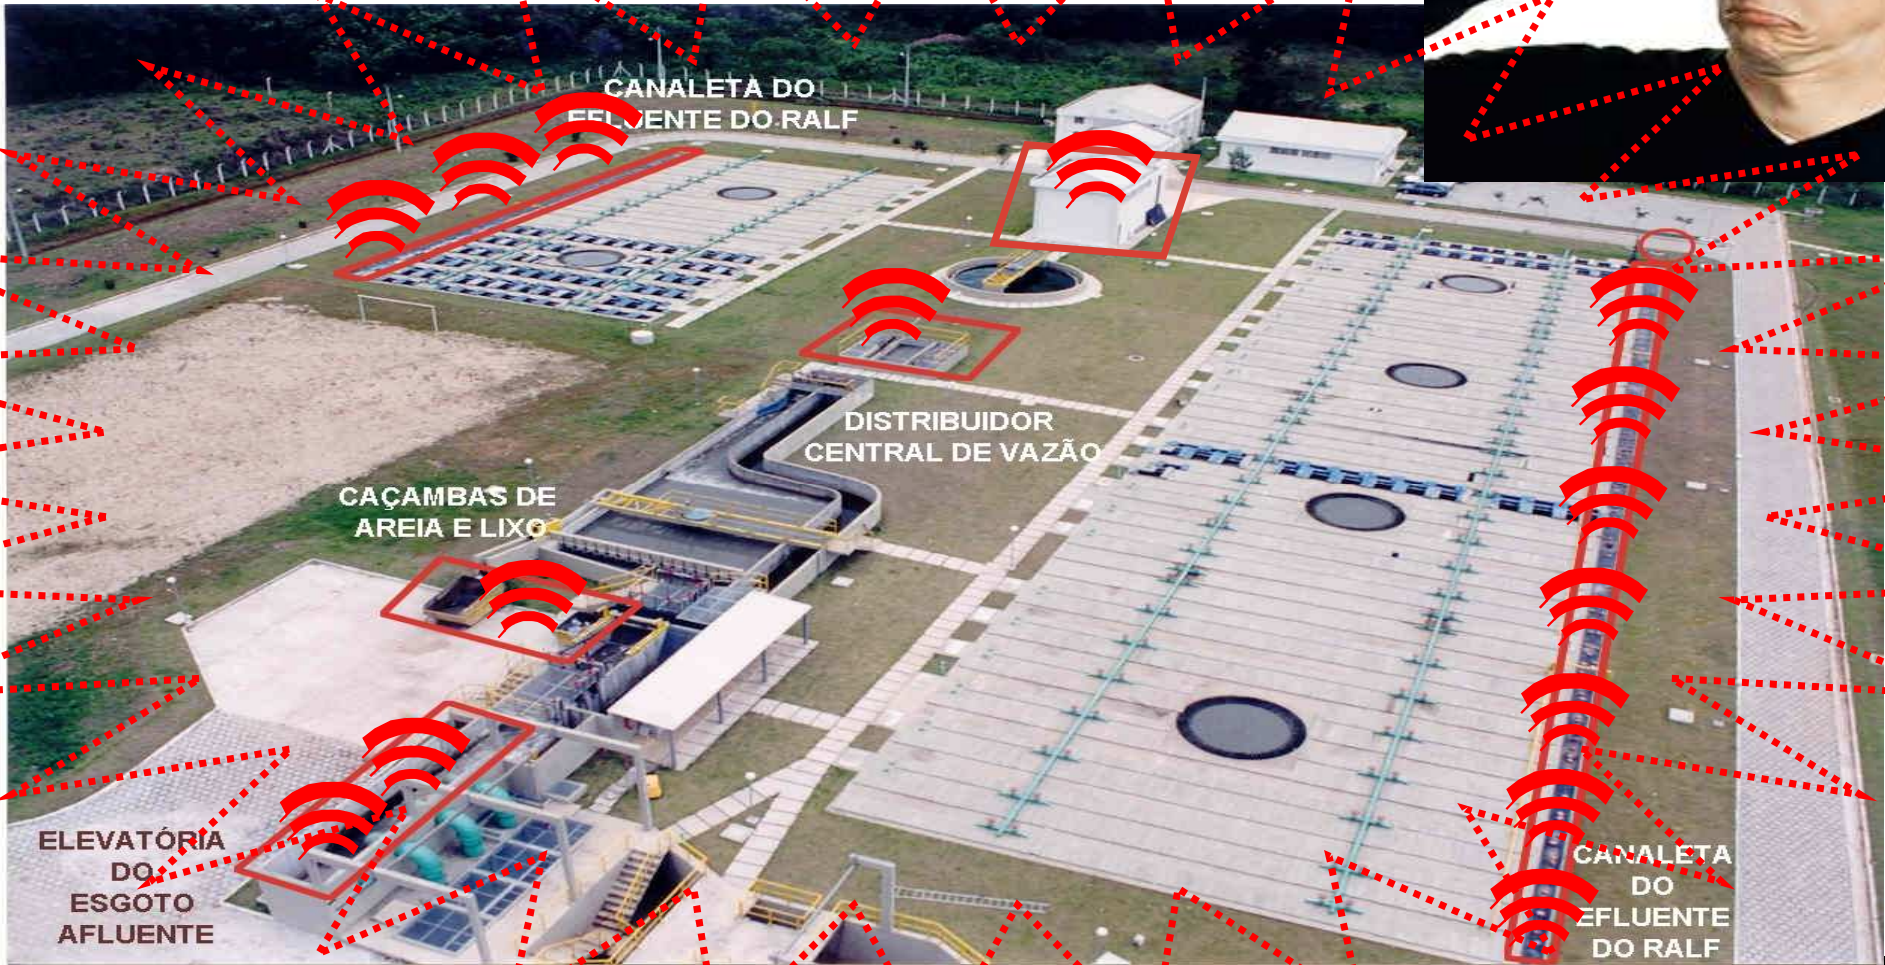 CANALETA DO
EFLUENTE DO RALF
DISTRIBUIDOR
CENTRAL DE VAZÃO
CAÇAMBAS DE
AREIA E LIXO
ELEVATÓRIA
DO
ESGOTO
AFLUENTE
CANALETA
DO
EFLUENTE
DO RALF